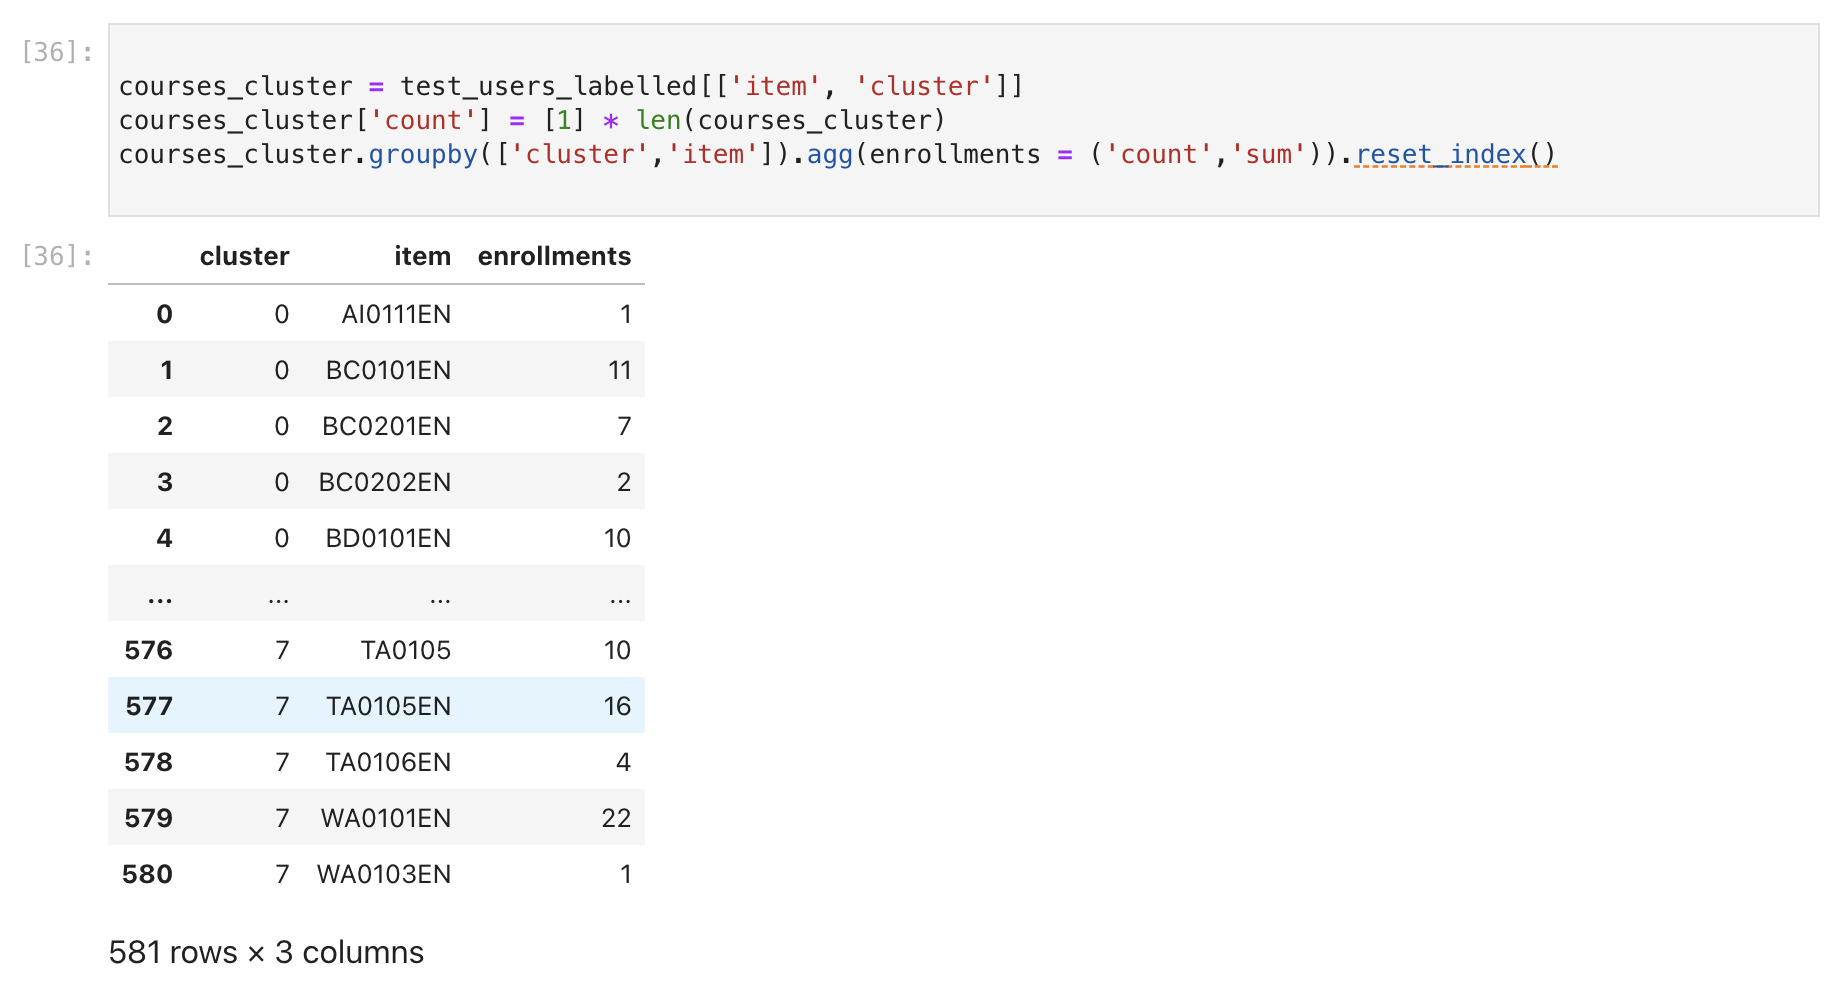 [36]:
courses_cluster = test_users_labelled[['item', 'cluster']]
courses_cluster['count'] = [1] * len(courses_cluster)
courses_cluster.groupby(['cluster','item']).agg(enrollments = ('count','sum')).reset_index()
[36]:
cluster item enrollments
0 0 AI0111EN 1
1 0 BC0101EN 11
2 0 BC0201EN 7
3 0 BC0202EN 2
4 0 BD0101EN 10
... ... ... ...
576 7 TA0105 10
577 7 TA0105EN 16
578 7 TA0106EN 4
579 7 WA0101EN 22
580 7 WA0103EN 1
581 rows × 3 columns